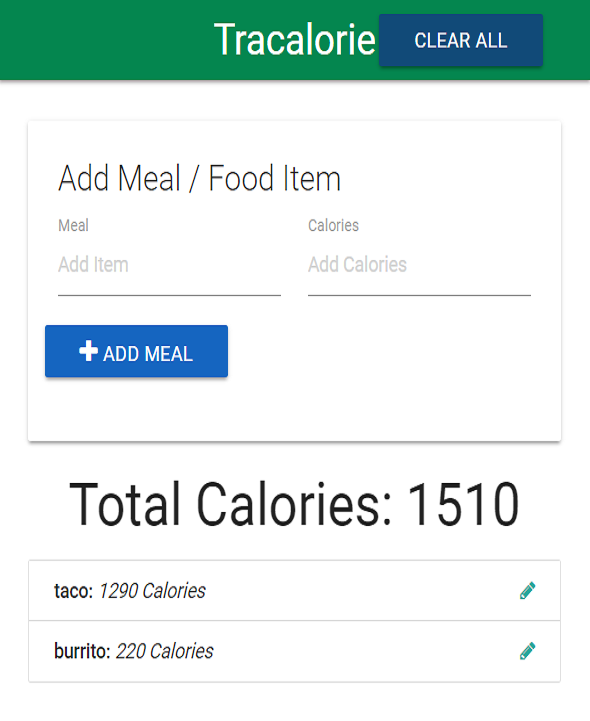 Tracalorie CLEAR ALL
Add Meal / Food Item
Meal Calories
Add Item Add Calories
ADD MEAL
Total Calories: 1510
taco: 1290 Calories
burrito: 220 Calories